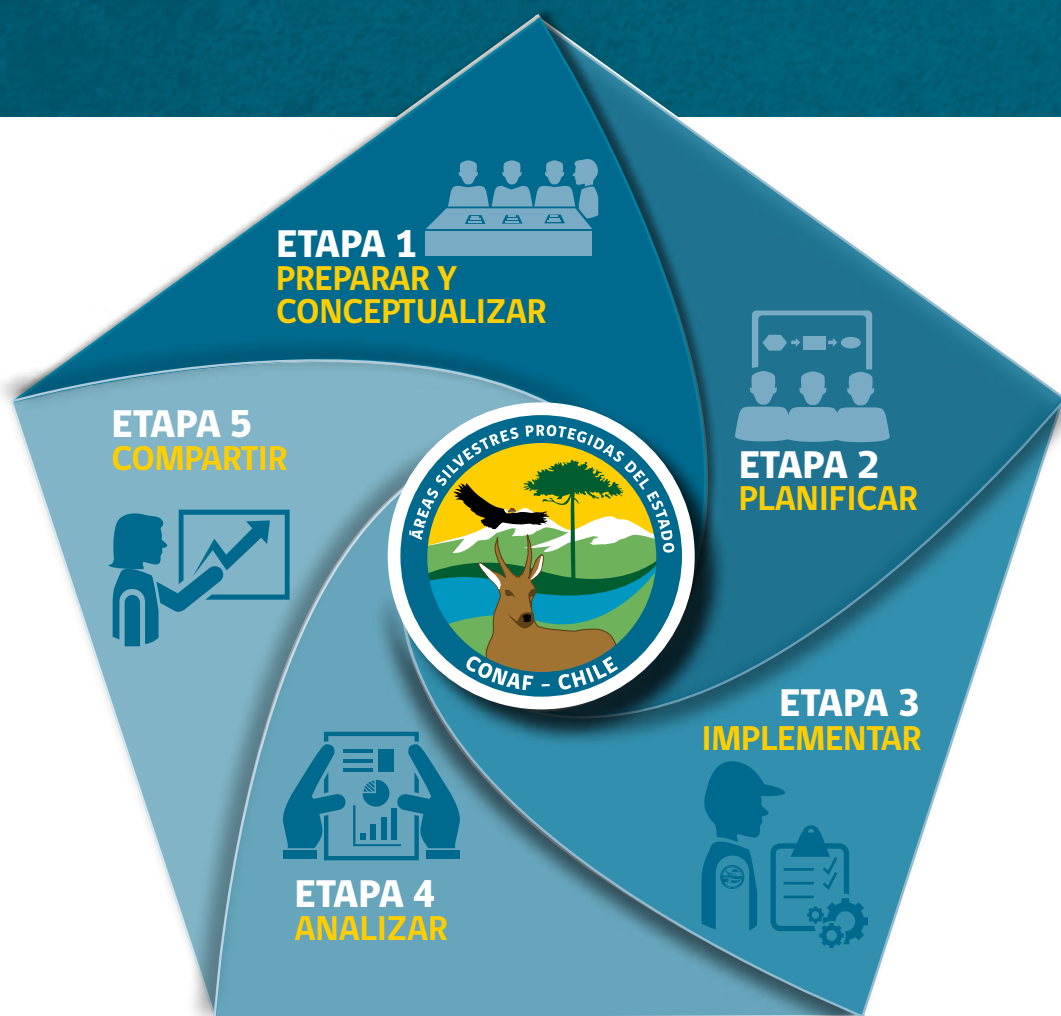 ETAPA 1
PREPARAR Y
CONCEPTUALIZAR
ETAPA 2
PLANIFICAR
ETAPA 3
IMPLEMENTAR
ETAPA 4
ANALIZAR
ETAPA 5
COMPARTIR
ÁREAS SILVESTRES PROTEGIDAS DEL ESTADO
CONAF – CHILE